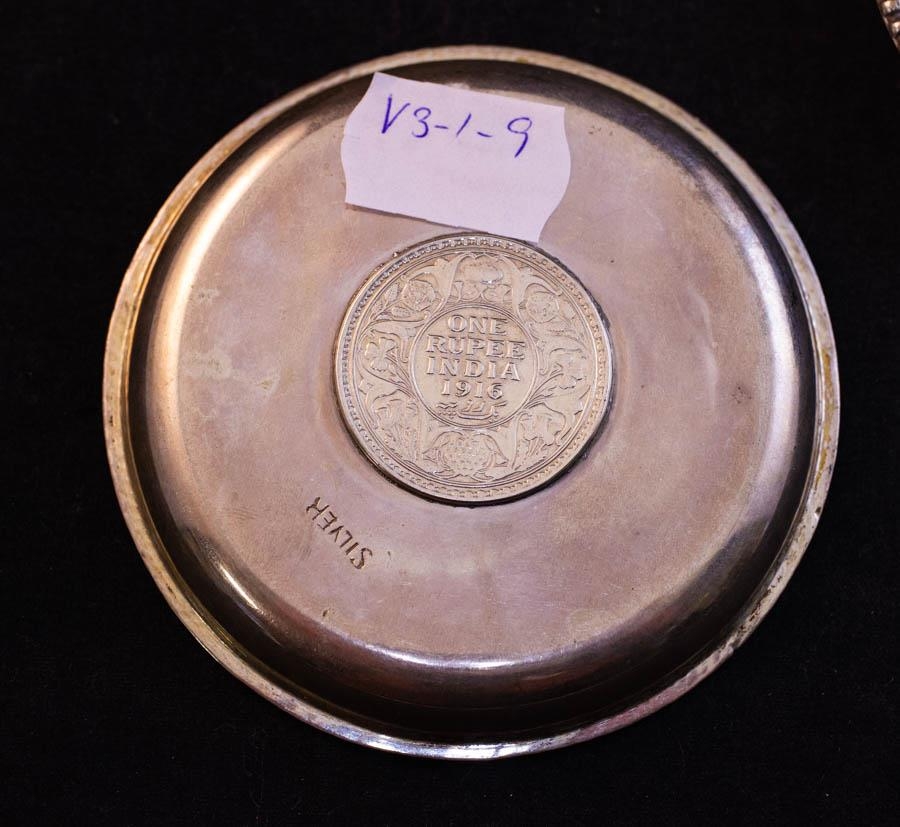 V3-1-9
ONE
RUPEE
INDIA
1916
SILVER